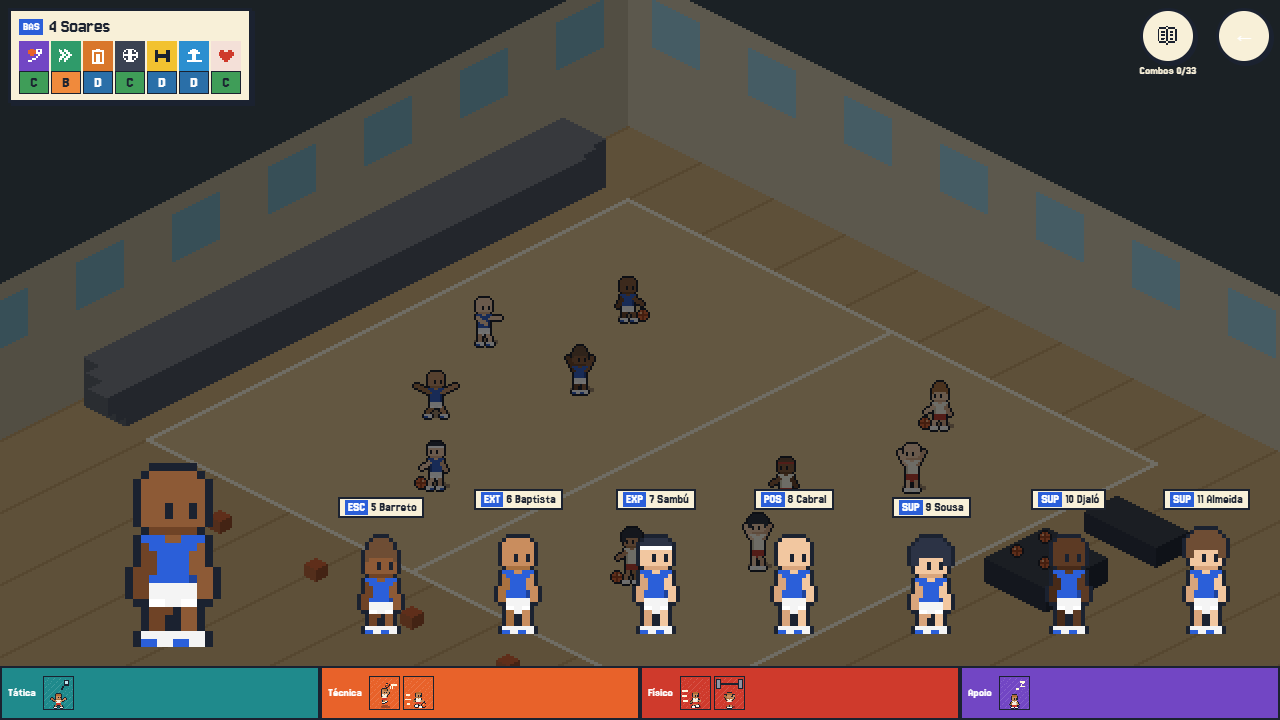 BAS 4 Soares
C B D C D D C
Combos 0/33
←
ESC 5 Barreto
EXT 6 Baptista
EXP 7 Sambú
POS 8 Cabral
SUP 9 Sousa
SUP 10 Djaló
SUP 11 Almeida
Tática
Técnica
Físico
Apoio